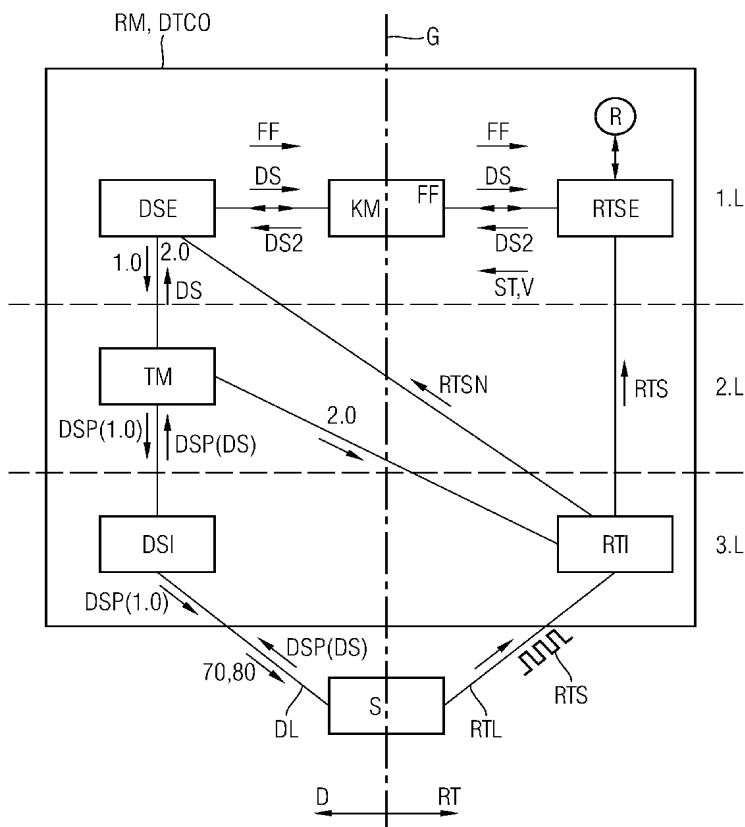 RM, DTCO
G
R
FF
FF
DS
DS
DSE
KM
FF
RTSE
1.L
DS2
DS2
1.0
2.0
DS
ST,V
TM
RTSN
RTS
2.L
DSP(1.0)
DSP(DS)
2.0
DSI
RTI
3.L
DSP(1.0)
DSP(DS)
70,80
S
RTS
DL
RTL
D
RT